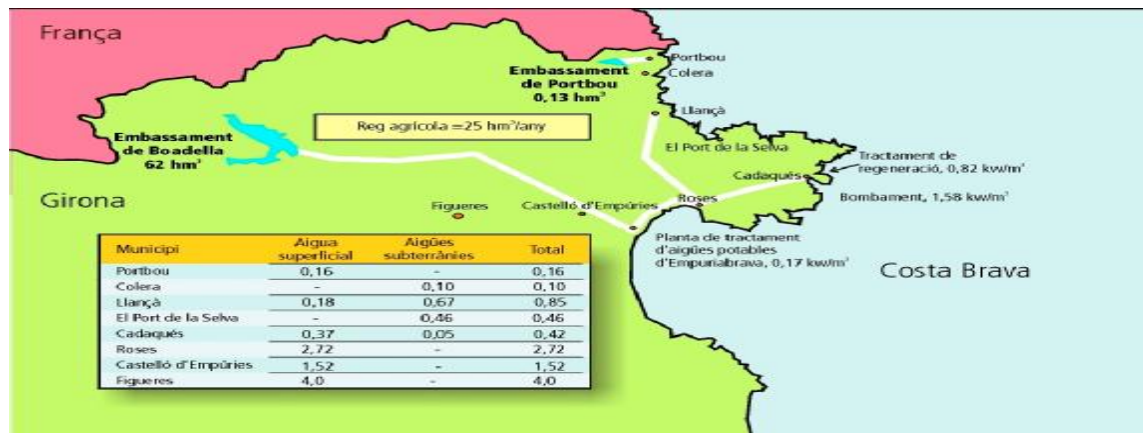 França
Embassament
de Portbou
0,13 hm³
Portbou
Colera
Llançà
Reg agrícola =25 hm³/any
Embassament
de Boadella
62 hm³
El Port de la Selva
Cadaqués
Tractament de
regeneració, 0,82 kw/m³
Bombament, 1,58 kw/m³
Girona
Figueres
Castelló d'Empúries
Roses
Planta de tractament
d'aigües potables
d'Empuriabrava, 0,17 kw/m³
Costa Brava
Municipi Aigua superficial Aigües subterrànies Total
Portbou 0,16 - 0,16
Colera - 0,10 0,10
Llançà 0,18 0,67 0,85
El Port de la Selva - 0,46 0,46
Cadaqués 0,37 0,05 0,42
Roses 2,72 - 2,72
Castelló d'Empúries 1,52 - 1,52
Figueres 4,0 - 4,0